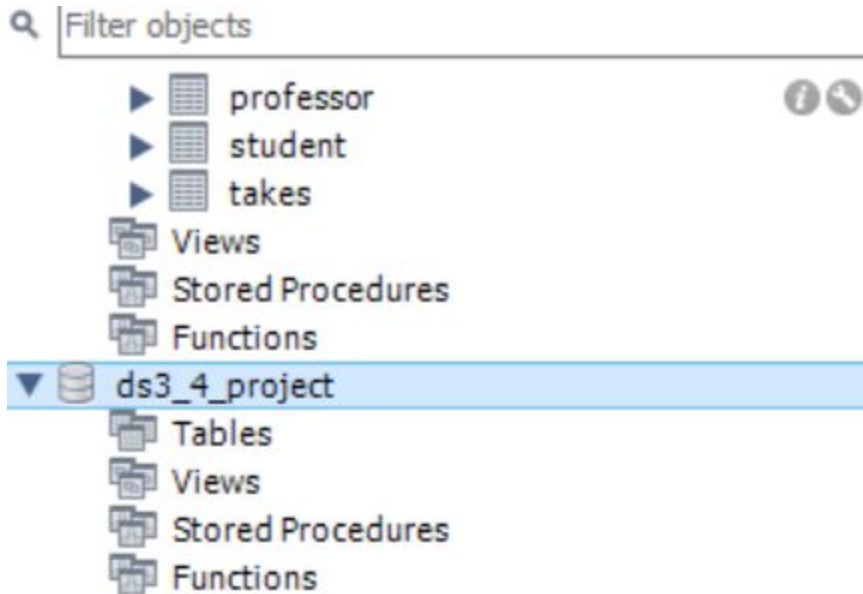 Filter objects
professor
student
takes
Views
Stored Procedures
Functions
ds3_4_project
Tables
Views
Stored Procedures
Functions